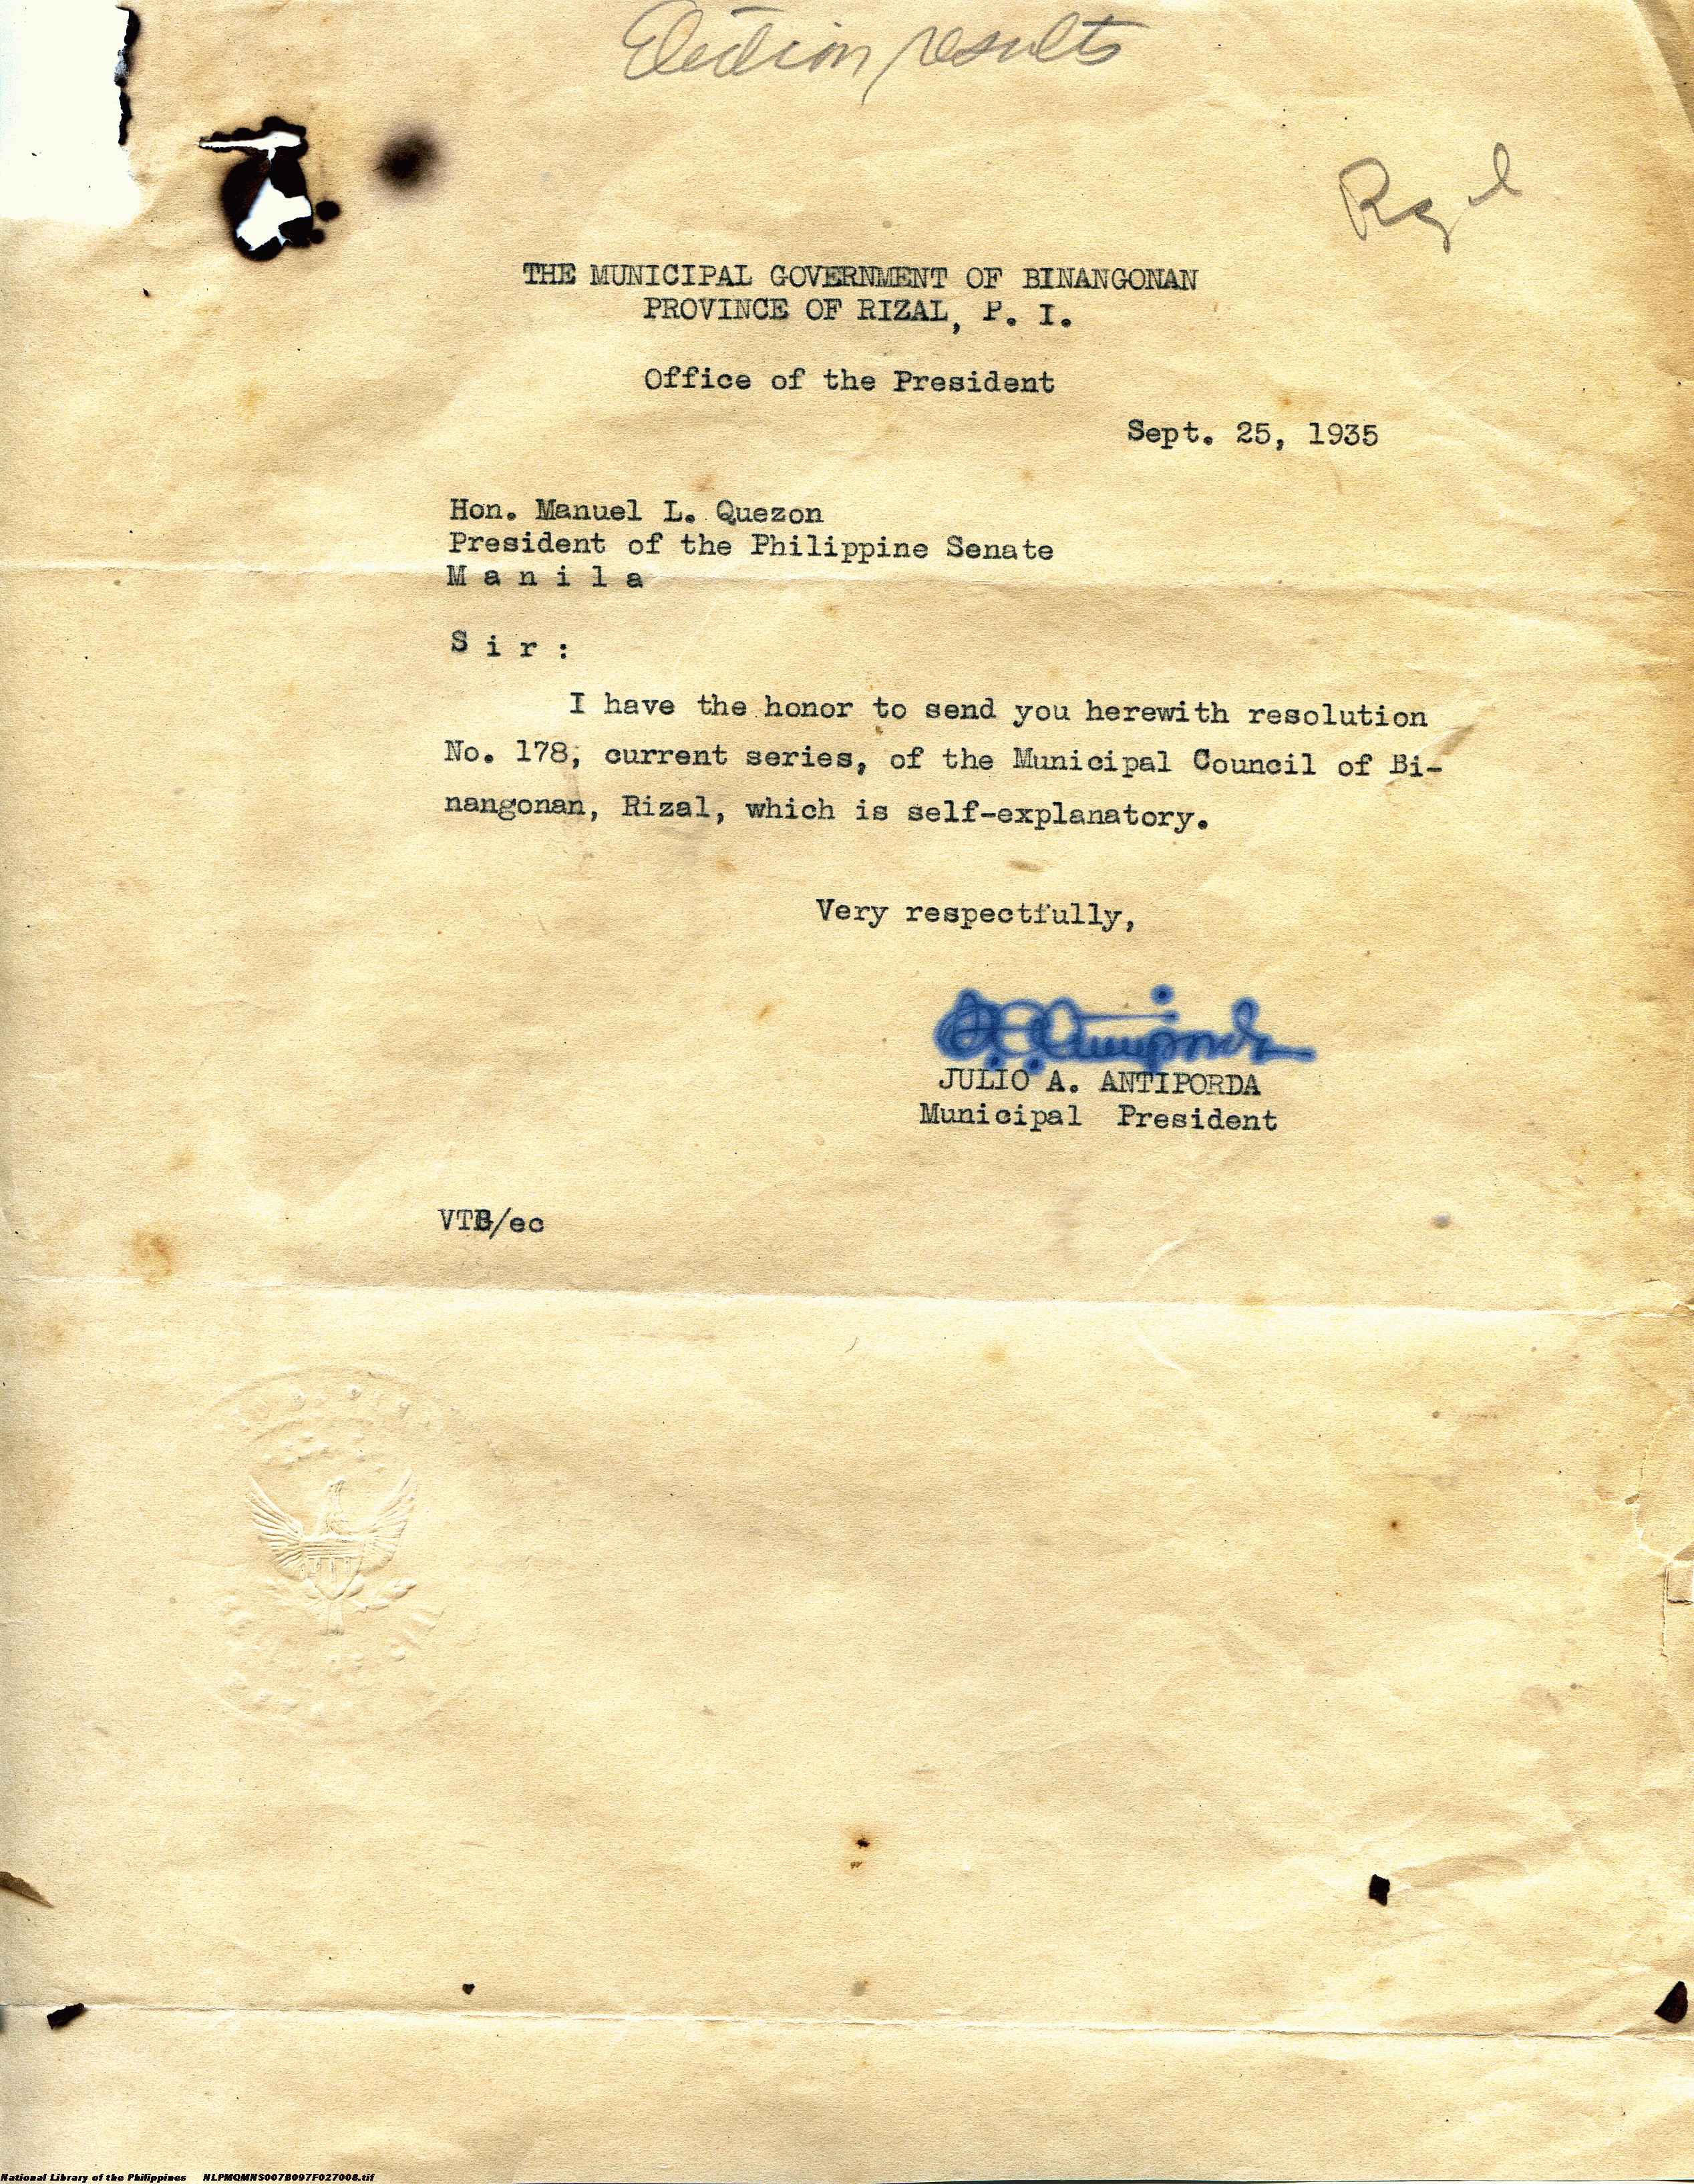 Election results
Rizal
THE MUNICIPAL GOVERNMENT OF BINANGONAN
PROVINCE OF RIZAL, P. I.
Office of the President
Sept. 25, 1935
Hon. Manuel L. Quezon
President of the Philippine Senate
M a n i l a
S i r :
I have the honor to send you herewith resolution
No. 178, current series, of the Municipal Council of Bi-
nangonan, Rizal, which is self-explanatory.
Very respectfully,
JULIO A. ANTIPORDA
Municipal President
National Library of the Philippines NLPMQMNS007B097F027008.tif